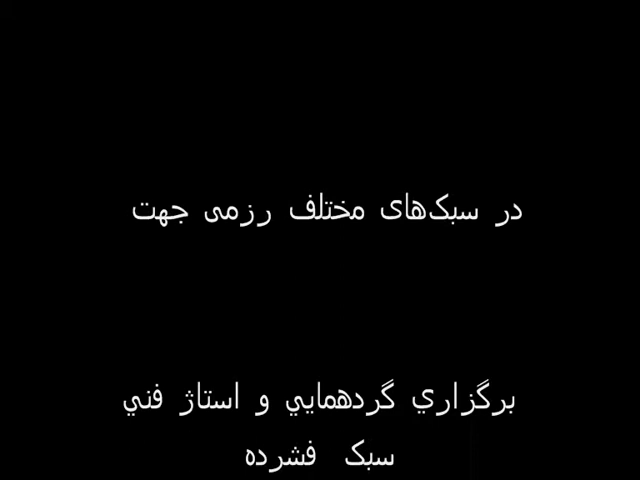 در سبک‌های مختلف رزمی جهت
برگزاري گردهمايي و استاژ فني
سبک فشرده